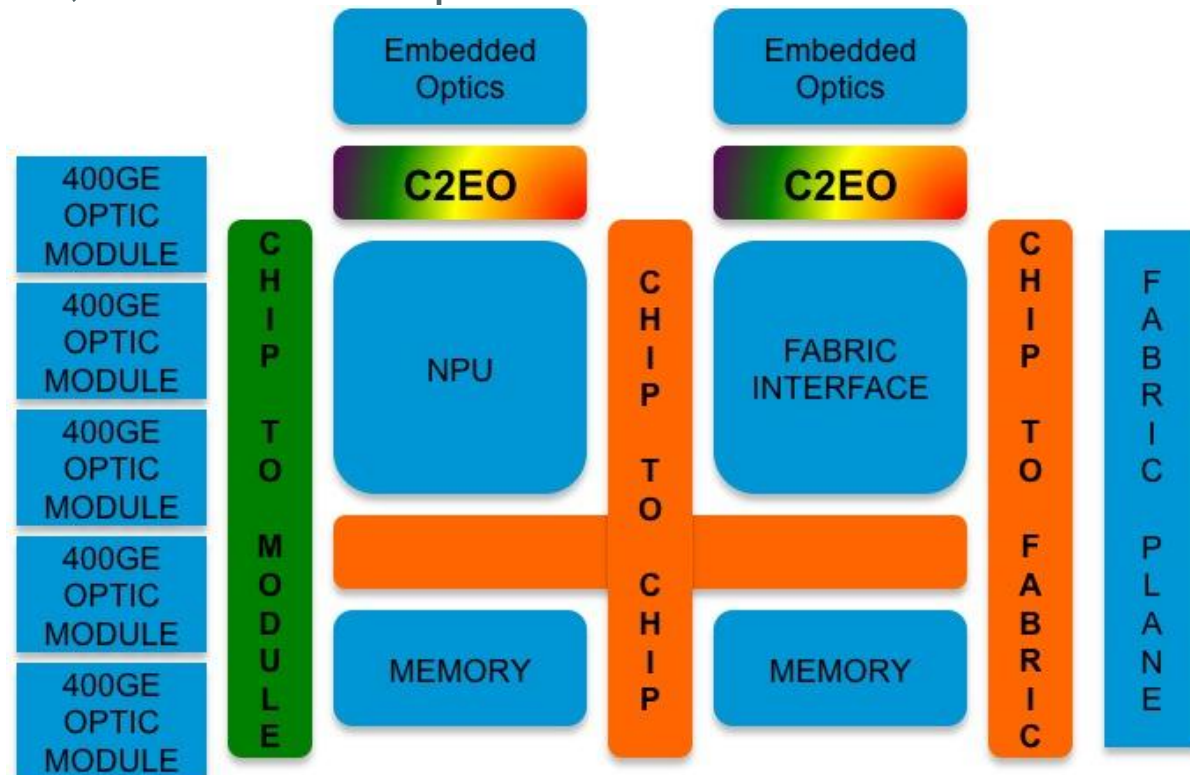 Embedded
Optics
Embedded
Optics
C2EO
C2EO
400GE
OPTIC
MODULE
400GE
OPTIC
MODULE
400GE
OPTIC
MODULE
400GE
OPTIC
MODULE
400GE
OPTIC
MODULE
CHIP TO MODULE
NPU
CHIP TO CHIP
FABRIC
INTERFACE
CHIP TO FABRIC
FABRIC PLANE
MEMORY
MEMORY